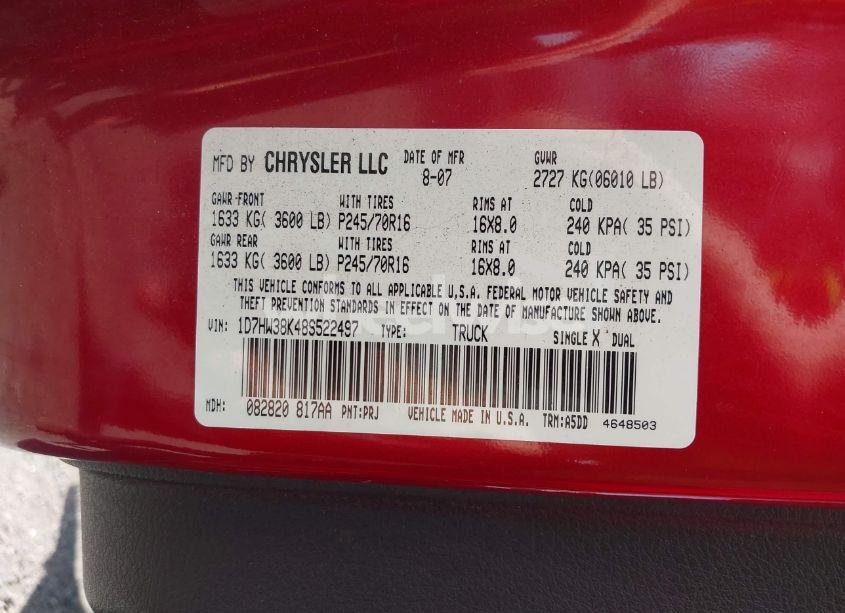 MFD BY CHRYSLER LLC DATE OF MFR 8-07 GVWR 2727 KG(06010 LB)
GAWR-FRONT WITH TIRES RIMS AT COLD
1633 KG( 3600 LB) P245/70R16 16X8.0 240 KPA( 35 PSI)
GAWR REAR WITH TIRES RIMS AT COLD
1633 KG( 3600 LB) P245/70R16 16X8.0 240 KPA( 35 PSI)
THIS VEHICLE CONFORMS TO ALL APPLICABLE U.S.A. FEDERAL MOTOR VEHICLE SAFETY AND
THEFT PREVENTION STANDARDS IN EFFECT ON THE DATE OF MANUFACTURE SHOWN ABOVE.
VIN: 1D7HW38K48S522497 TYPE: TRUCK SINGLE X DUAL
MDH: 082820 817AA PNT:PRJ VEHICLE MADE IN U.S.A. TRM:A5DD 4648503